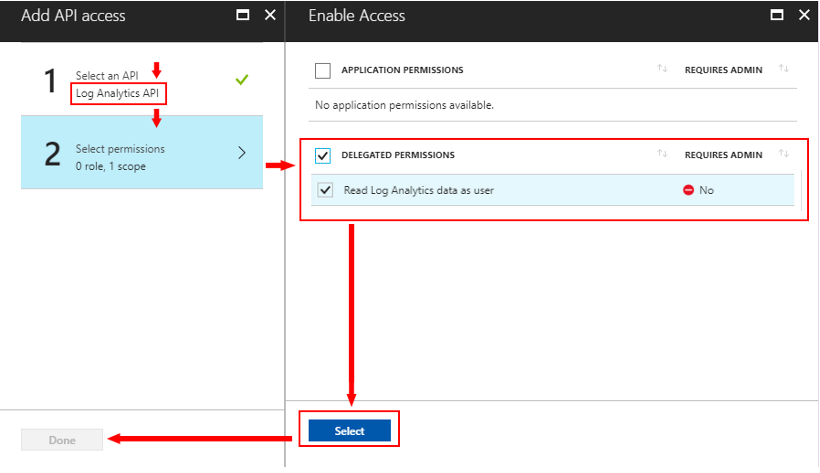 Add API access
1
Select an API
Log Analytics API
2
Select permissions
0 role, 1 scope
Done
Enable Access
APPLICATION PERMISSIONS REQUIRES ADMIN
No application permissions available.
DELEGATED PERMISSIONS REQUIRES ADMIN
Read Log Analytics data as user No
Select